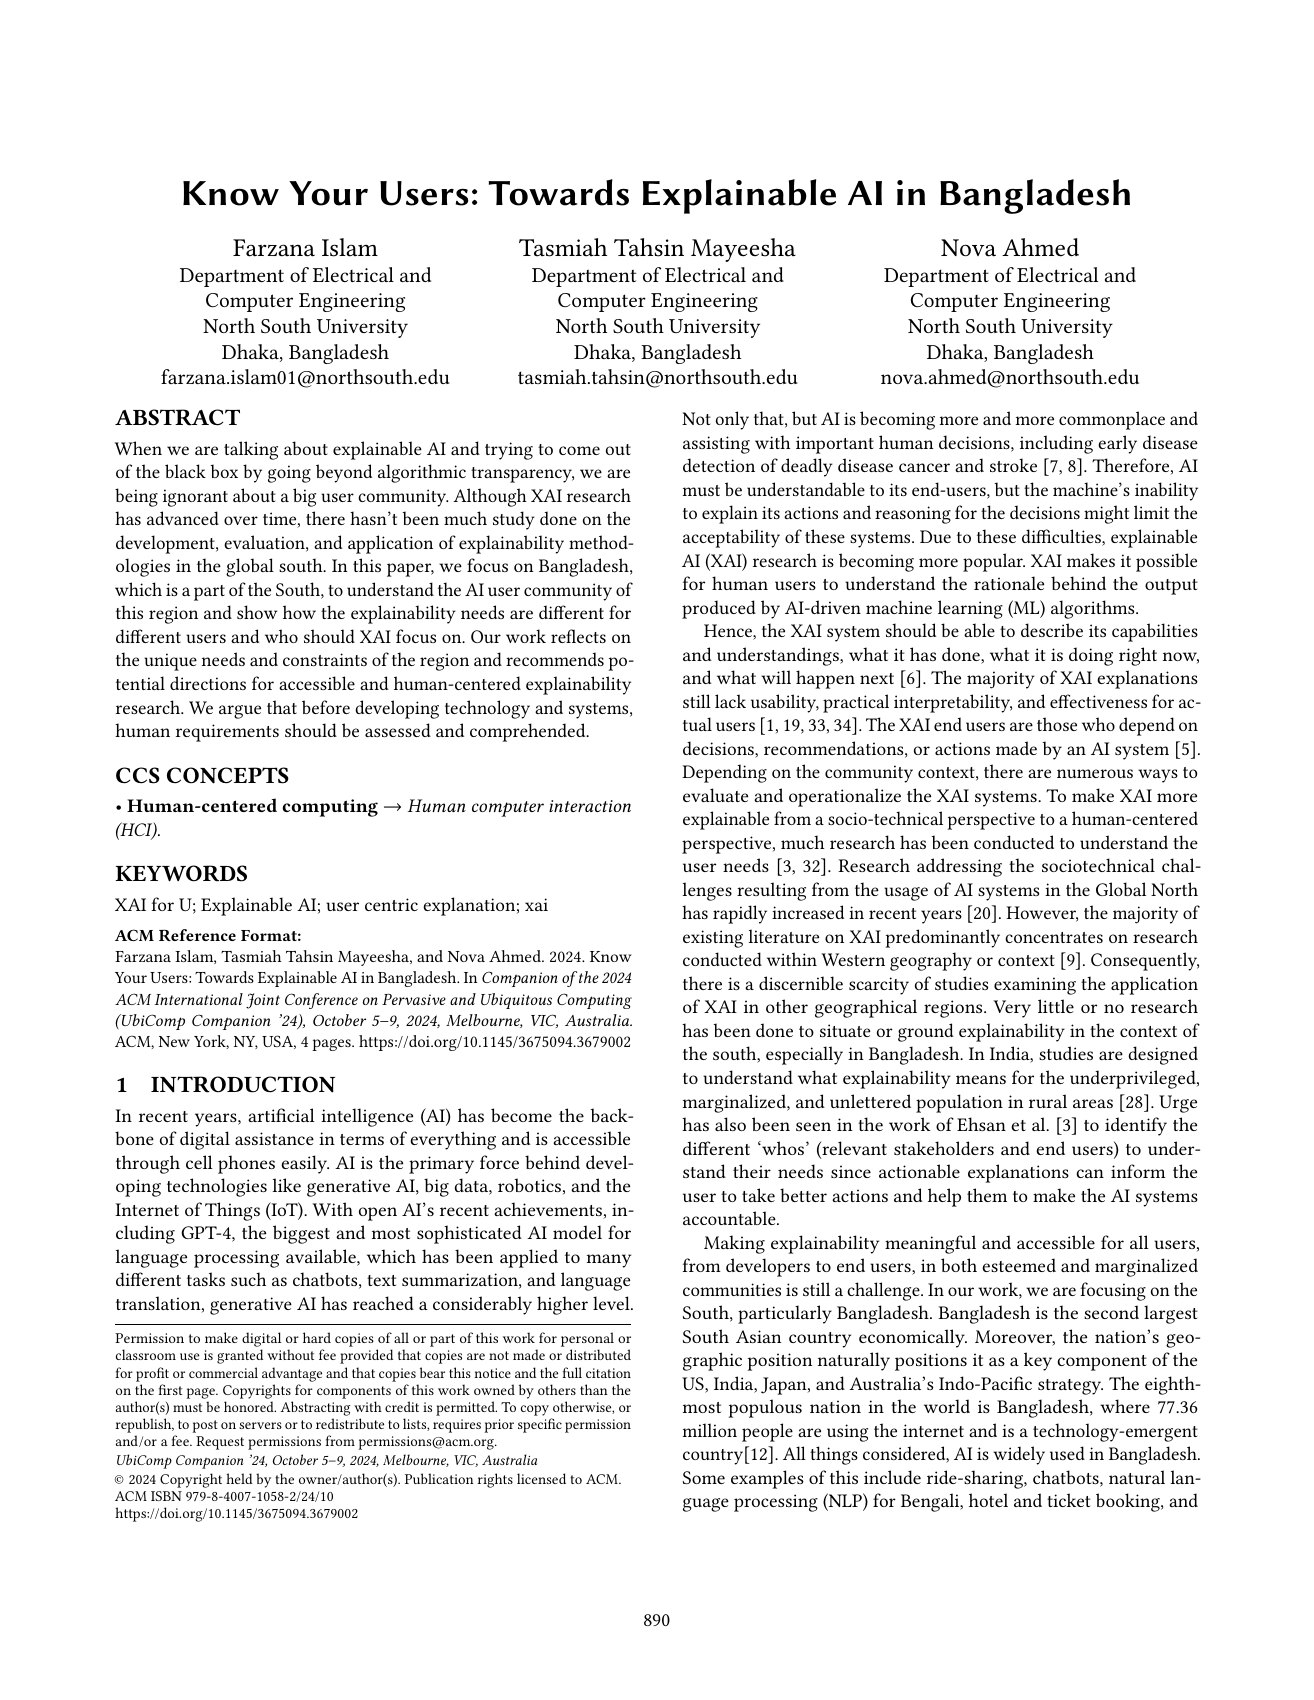 Know Your Users: Towards Explainable AI in Bangladesh
Farzana Islam
Department of Electrical and
Computer Engineering
North South University
Dhaka, Bangladesh
farzana.islam01@northsouth.edu
Tasmiah Tahsin Mayeesha
Department of Electrical and
Computer Engineering
North South University
Dhaka, Bangladesh
tasmiah.tahsin@northsouth.edu
Nova Ahmed
Department of Electrical and
Computer Engineering
North South University
Dhaka, Bangladesh
nova.ahmed@northsouth.edu
ABSTRACT
When we are talking about explainable AI and trying to come out
of the black box by going beyond algorithmic transparency, we are
being ignorant about a big user community. Although XAI research
has advanced over time, there hasn't been much study done on the
development, evaluation, and application of explainability method-
ologies in the global south. In this paper, we focus on Bangladesh,
which is a part of the South, to understand the AI user community of
this region and show how the explainability needs are different for
different users and who should XAI focus on. Our work reflects on
the unique needs and constraints of the region and recommends po-
tential directions for accessible and human-centered explainability
research. We argue that before developing technology and systems,
human requirements should be assessed and comprehended.
CCS CONCEPTS
• Human-centered computing → Human computer interaction
(HCI).
KEYWORDS
XAI for U; Explainable AI; user centric explanation; xai
ACM Reference Format:
Farzana Islam, Tasmiah Tahsin Mayeesha, and Nova Ahmed. 2024. Know
Your Users: Towards Explainable AI in Bangladesh. In Companion of the 2024
ACM International Joint Conference on Pervasive and Ubiquitous Computing
(UbiComp Companion '24), October 5–9, 2024, Melbourne, VIC, Australia.
ACM, New York, NY, USA, 4 pages. https://doi.org/10.1145/3675094.3679002
1 INTRODUCTION
In recent years, artificial intelligence (AI) has become the back-
bone of digital assistance in terms of everything and is accessible
through cell phones easily. AI is the primary force behind devel-
oping technologies like generative AI, big data, robotics, and the
Internet of Things (IoT). With open AI's recent achievements, in-
cluding GPT-4, the biggest and most sophisticated AI model for
language processing available, which has been applied to many
different tasks such as chatbots, text summarization, and language
translation, generative AI has reached a considerably higher level.
Permission to make digital or hard copies of all or part of this work for personal or
classroom use is granted without fee provided that copies are not made or distributed
for profit or commercial advantage and that copies bear this notice and the full citation
on the first page. Copyrights for components of this work owned by others than the
author(s) must be honored. Abstracting with credit is permitted. To copy otherwise, or
republish, to post on servers or to redistribute to lists, requires prior specific permission
and/or a fee. Request permissions from permissions@acm.org.
UbiComp Companion '24, October 5–9, 2024, Melbourne, VIC, Australia
© 2024 Copyright held by the owner/author(s). Publication rights licensed to ACM.
ACM ISBN 979-8-4007-1058-2/24/10
https://doi.org/10.1145/3675094.3679002
Not only that, but AI is becoming more and more commonplace and
assisting with important human decisions, including early disease
detection of deadly disease cancer and stroke [7, 8]. Therefore, AI
must be understandable to its end-users, but the machine's inability
to explain its actions and reasoning for the decisions might limit the
acceptability of these systems. Due to these difficulties, explainable
AI (XAI) research is becoming more popular. XAI makes it possible
for human users to understand the rationale behind the output
produced by AI-driven machine learning (ML) algorithms.
Hence, the XAI system should be able to describe its capabilities
and understandings, what it has done, what it is doing right now,
and what will happen next [6]. The majority of XAI explanations
still lack usability, practical interpretability, and effectiveness for ac-
tual users [1, 19, 33, 34]. The XAI end users are those who depend on
decisions, recommendations, or actions made by an AI system [5].
Depending on the community context, there are numerous ways to
evaluate and operationalize the XAI systems. To make XAI more
explainable from a socio-technical perspective to a human-centered
perspective, much research has been conducted to understand the
user needs [3, 32]. Research addressing the sociotechnical chal-
lenges resulting from the usage of AI systems in the Global North
has rapidly increased in recent years [20]. However, the majority of
existing literature on XAI predominantly concentrates on research
conducted within Western geography or context [9]. Consequently,
there is a discernible scarcity of studies examining the application
of XAI in other geographical regions. Very little or no research
has been done to situate or ground explainability in the context of
the south, especially in Bangladesh. In India, studies are designed
to understand what explainability means for the underprivileged,
marginalized, and unlettered population in rural areas [28]. Urge
has also been seen in the work of Ehsan et al. [3] to identify the
different ‘whos’ (relevant stakeholders and end users) to under-
stand their needs since actionable explanations can inform the
user to take better actions and help them to make the AI systems
accountable.
Making explainability meaningful and accessible for all users,
from developers to end users, in both esteemed and marginalized
communities is still a challenge. In our work, we are focusing on the
South, particularly Bangladesh. Bangladesh is the second largest
South Asian country economically. Moreover, the nation's geo-
graphic position naturally positions it as a key component of the
US, India, Japan, and Australia's Indo-Pacific strategy. The eighth-
most populous nation in the world is Bangladesh, where 77.36
million people are using the internet and is a technology-emergent
country[12]. All things considered, AI is widely used in Bangladesh.
Some examples of this include ride-sharing, chatbots, natural lan-
guage processing (NLP) for Bengali, hotel and ticket booking, and
890